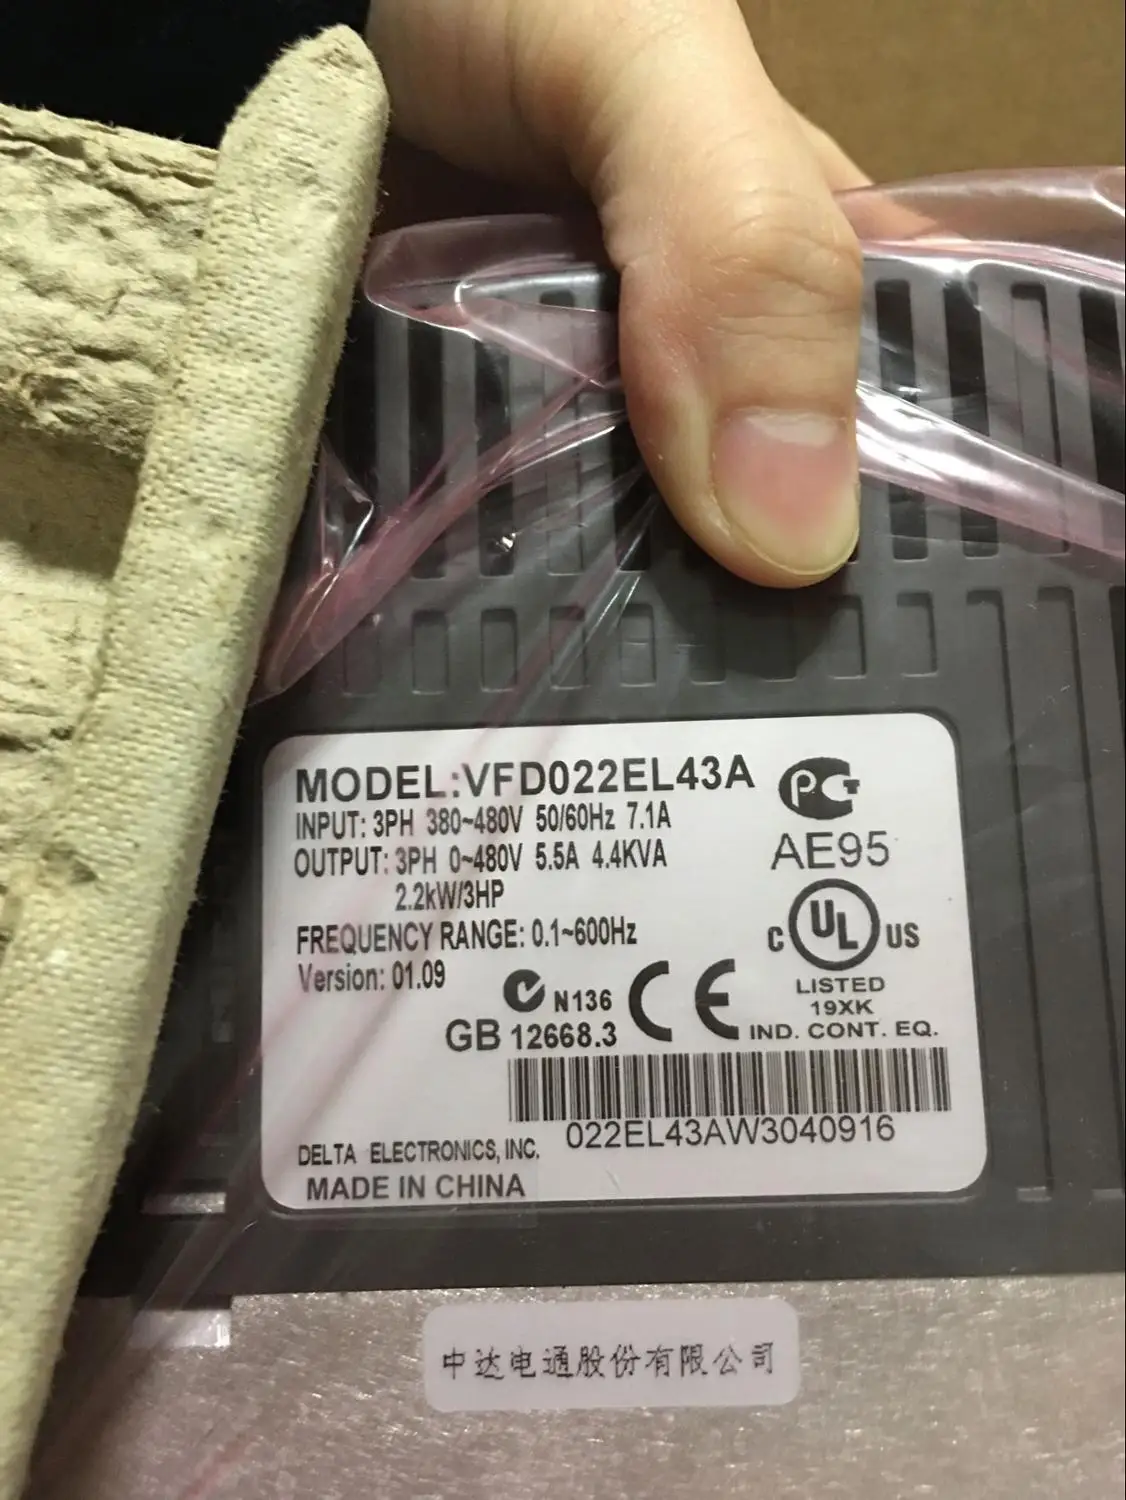 MODEL:VFD022EL43A
INPUT: 3PH 380~480V 50/60Hz 7.1A
OUTPUT: 3PH 0~480V 5.5A 4.4KVA
2.2kW/3HP
FREQUENCY RANGE: 0.1~600Hz
Version: 01.09
PCT
AE95
C UL US
LISTED
19XK
IND. CONT. EQ.
N136
CE
GB 12668.3
022EL43AW3040916
DELTA ELECTRONICS, INC.
MADE IN CHINA
中达电通股份有限公司